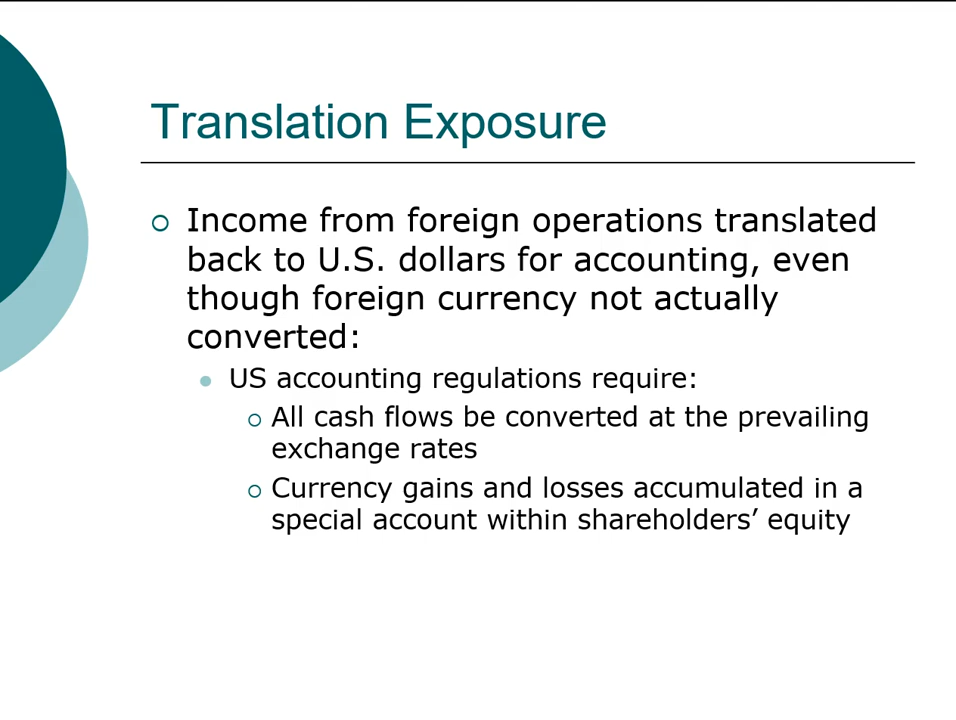 Translation Exposure
Income from foreign operations translated
back to U.S. dollars for accounting, even
though foreign currency not actually
converted:
US accounting regulations require:
All cash flows be converted at the prevailing
exchange rates
Currency gains and losses accumulated in a
special account within shareholders’ equity